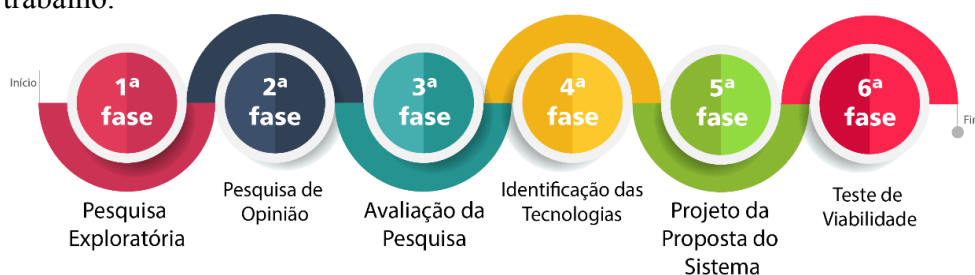 trabalho.
Início
1ª
fase
2ª
fase
3ª
fase
4ª
fase
5ª
fase
6ª
fase
Pesquisa
Exploratória
Pesquisa de
Opinião
Avaliação da
Pesquisa
Identificação das
Tecnologias
Projeto da
Proposta do
Sistema
Teste de
Viabilidade